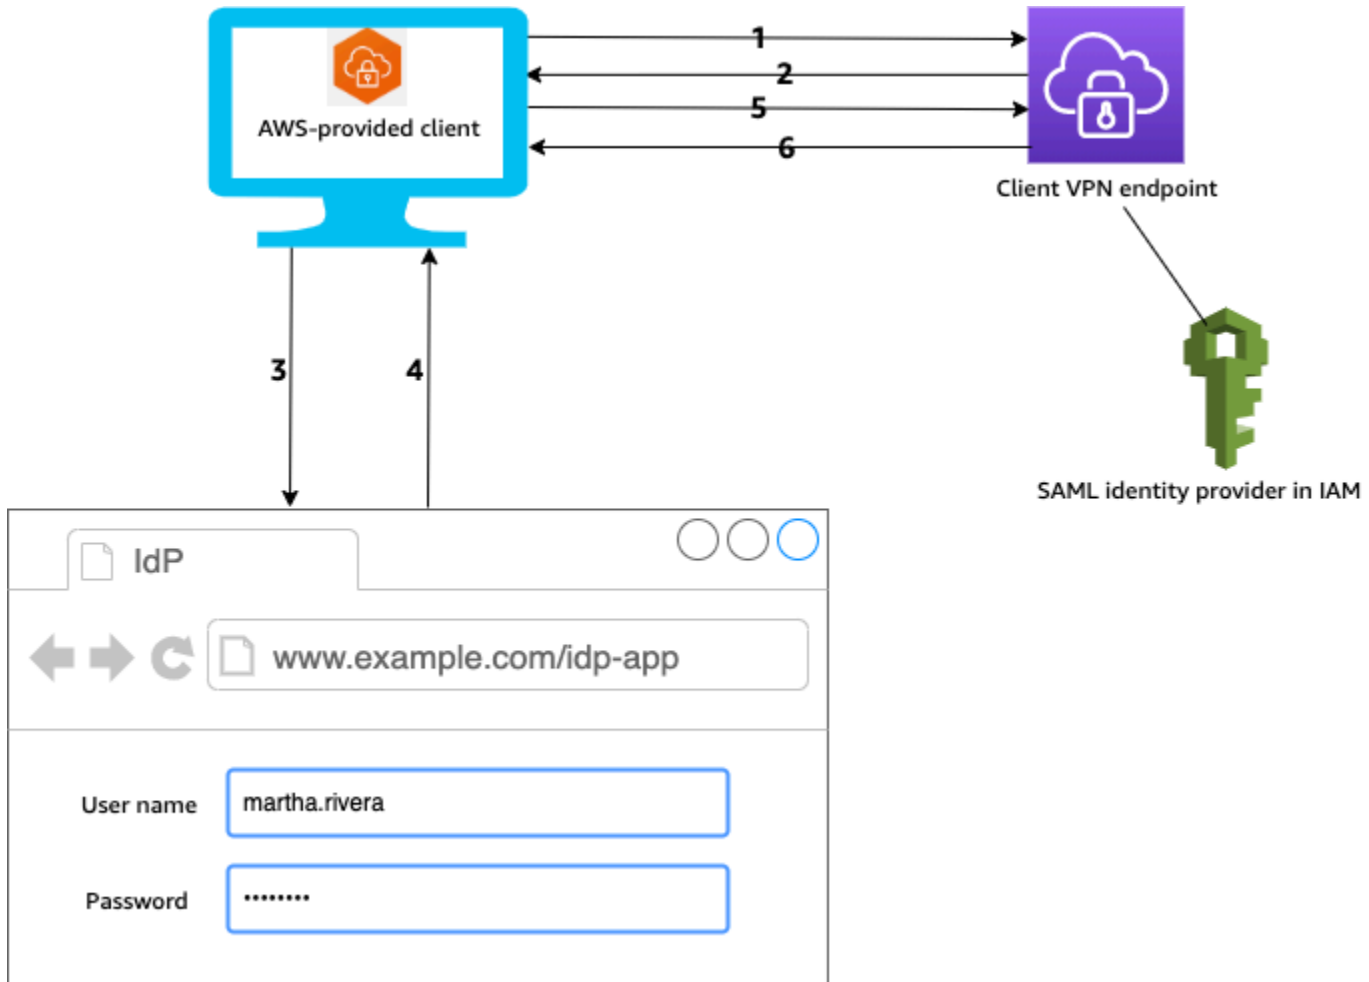 1
2
AWS-provided client
5
6
Client VPN endpoint
3
4
SAML identity provider in IAM
IdP
www.example.com/idp-app
User name
martha.rivera
Password
••••••••